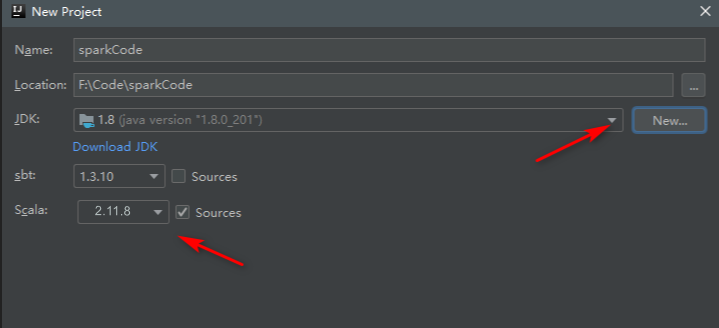 New Project
Name: sparkCode
Location: F:\Code\sparkCode ...
JDK: 1.8 (java version "1.8.0_201") New...
Download JDK
sbt: 1.3.10 Sources
Scala: 2.11.8 Sources